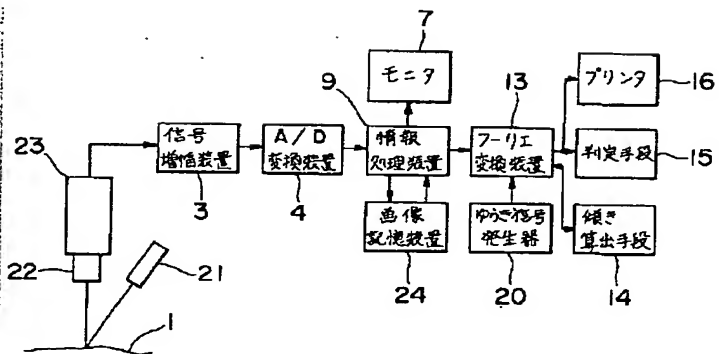 7
モニタ
9
13
プリンタ
16
信号
増幅装置
3
A/D
変換装置
4
情報
処理装置
フーリエ
変換装置
判定手段
15
23
22
21
画像
記憶装置
24
ゆうき信号
発生器
20
傾き
算出手段
14
1